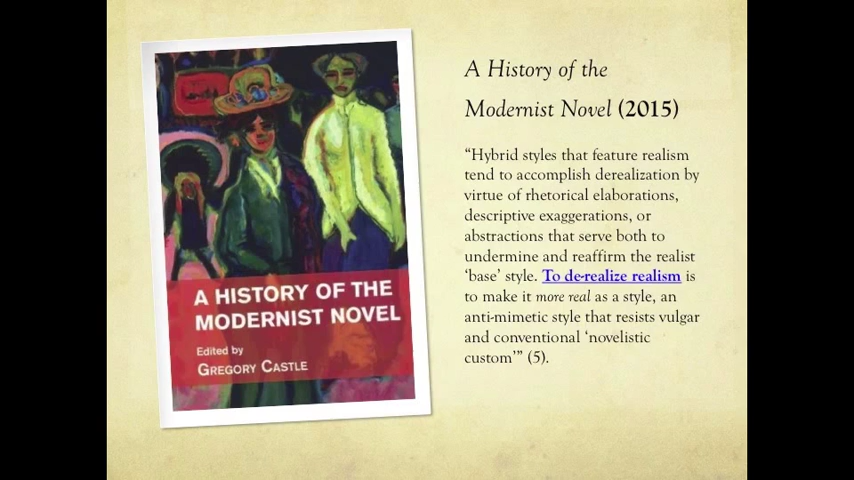 A HISTORY OF THE
MODERNIST NOVEL
Edited by
GREGORY CASTLE
A History of the
Modernist Novel (2015)
“Hybrid styles that feature realism
tend to accomplish derealization by
virtue of rhetorical elaborations,
descriptive exaggerations, or
abstractions that serve both to
undermine and reaffirm the realist
‘base’ style. To de-realize realism is
to make it more real as a style, an
anti-mimetic style that resists vulgar
and conventional ‘novelistic
custom’” (5).